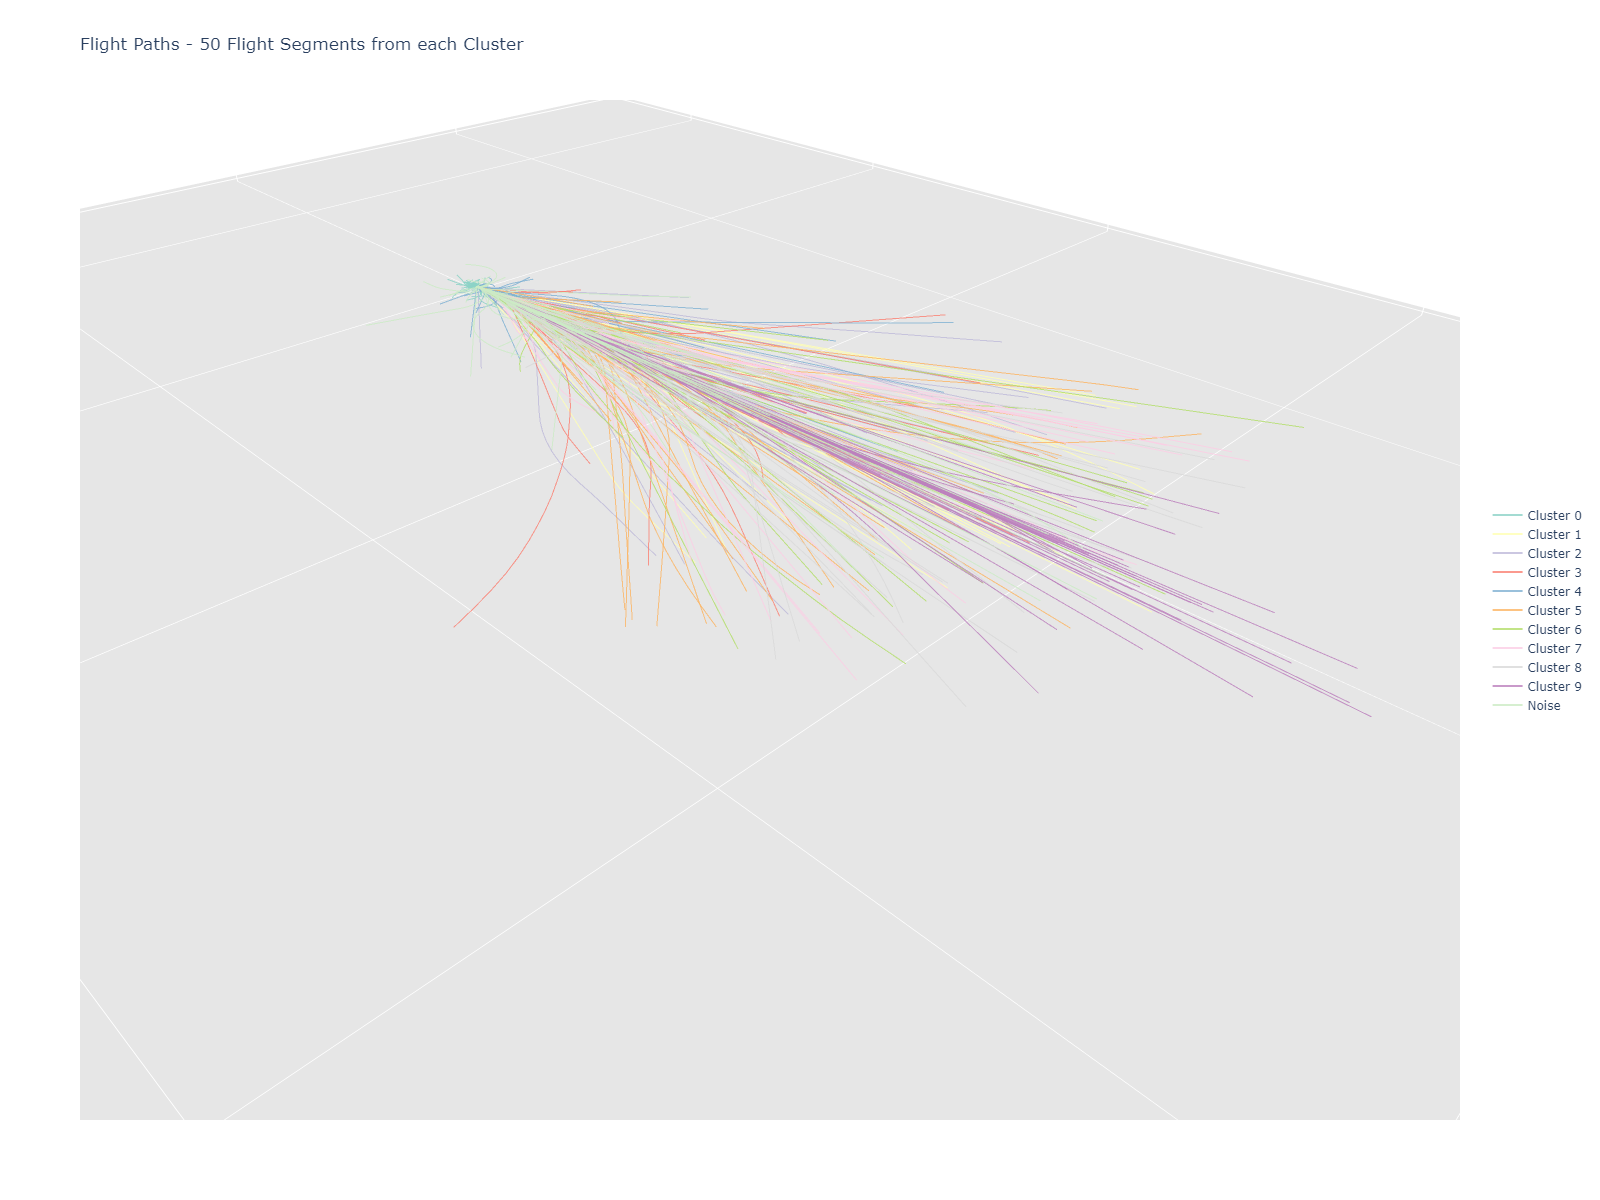 Flight Paths - 50 Flight Segments from each Cluster
Cluster 0
Cluster 1
Cluster 2
Cluster 3
Cluster 4
Cluster 5
Cluster 6
Cluster 7
Cluster 8
Cluster 9
Noise